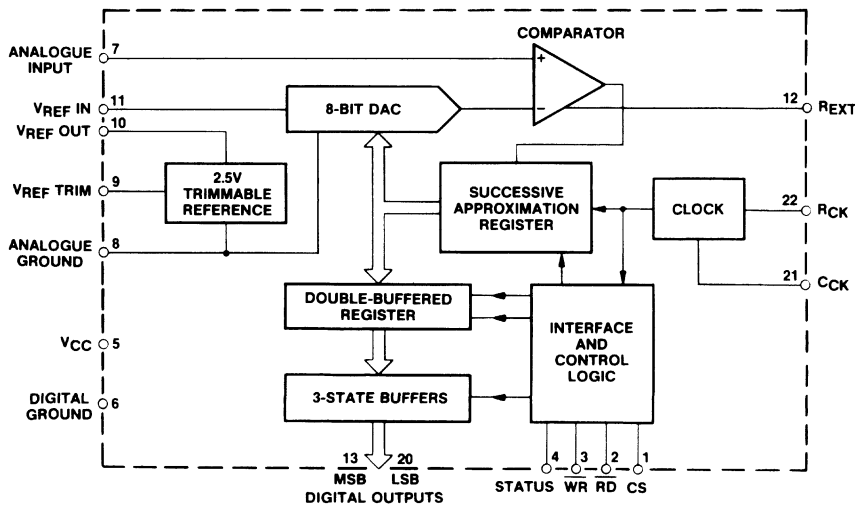 COMPARATOR
ANALOGUE
INPUT
7
+
VREF IN
11
8-BIT DAC
−
12
REXT
VREF OUT
10
VREF TRIM
9
2.5V
TRIMMABLE
REFERENCE
SUCCESSIVE
APPROXIMATION
REGISTER
CLOCK
22
RCK
ANALOGUE
GROUND
8
21
CCK
DOUBLE-BUFFERED
REGISTER
INTERFACE
AND
CONTROL
LOGIC
VCC
5
3-STATE BUFFERS
DIGITAL
GROUND
6
13
20
4
3
2
1
MSB
LSB
DIGITAL OUTPUTS
STATUS
WR
RD
CS